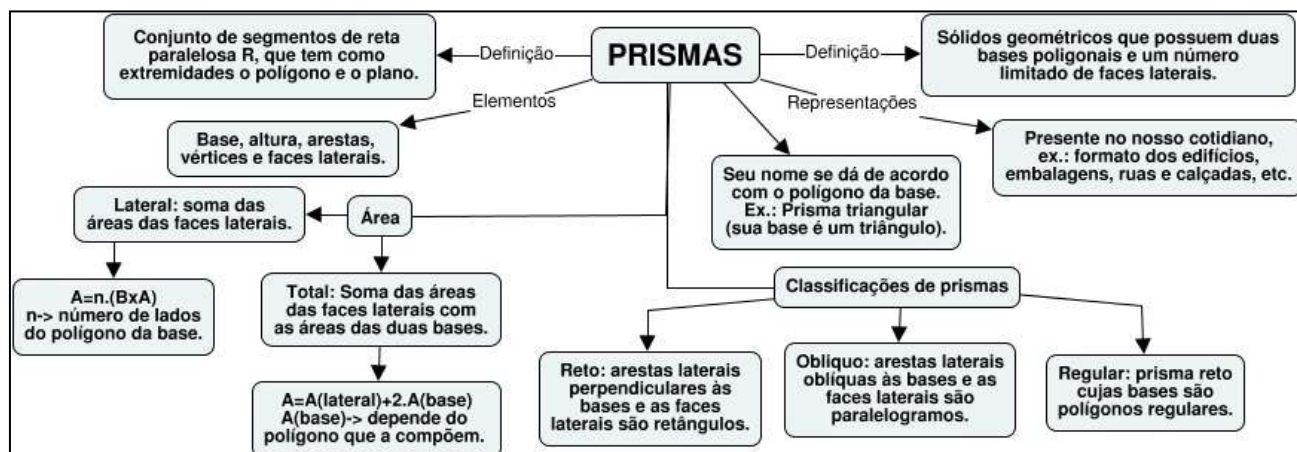 PRISMAS
Definição
Conjunto de segmentos de reta
paralelosa R, que tem como
extremidades o polígono e o plano.
Definição
Sólidos geométricos que possuem duas
bases poligonais e um número
limitado de faces laterais.
Elementos
Base, altura, arestas,
vértices e faces laterais.
Representações
Presente no nosso cotidiano,
ex.: formato dos edifícios,
embalagens, ruas e calçadas, etc.
Seu nome se dá de acordo
com o polígono da base.
Ex.: Prisma triangular
(sua base é um triângulo).
Área
Lateral: soma das
áreas das faces laterais.
A=n.(BxA)
n-> número de lados
do polígono da base.
Total: Soma das áreas
das faces laterais com
as áreas das duas bases.
A=A(lateral)+2.A(base)
A(base)-> depende do
polígono que a compõem.
Classificações de prismas
Reto: arestas laterais
perpendiculares às
bases e as faces
laterais são retângulos.
Obliquo: arestas laterais
oblíquas às bases e as
faces laterais são
paralelogramos.
Regular: prisma reto
cujas bases são
polígonos regulares.